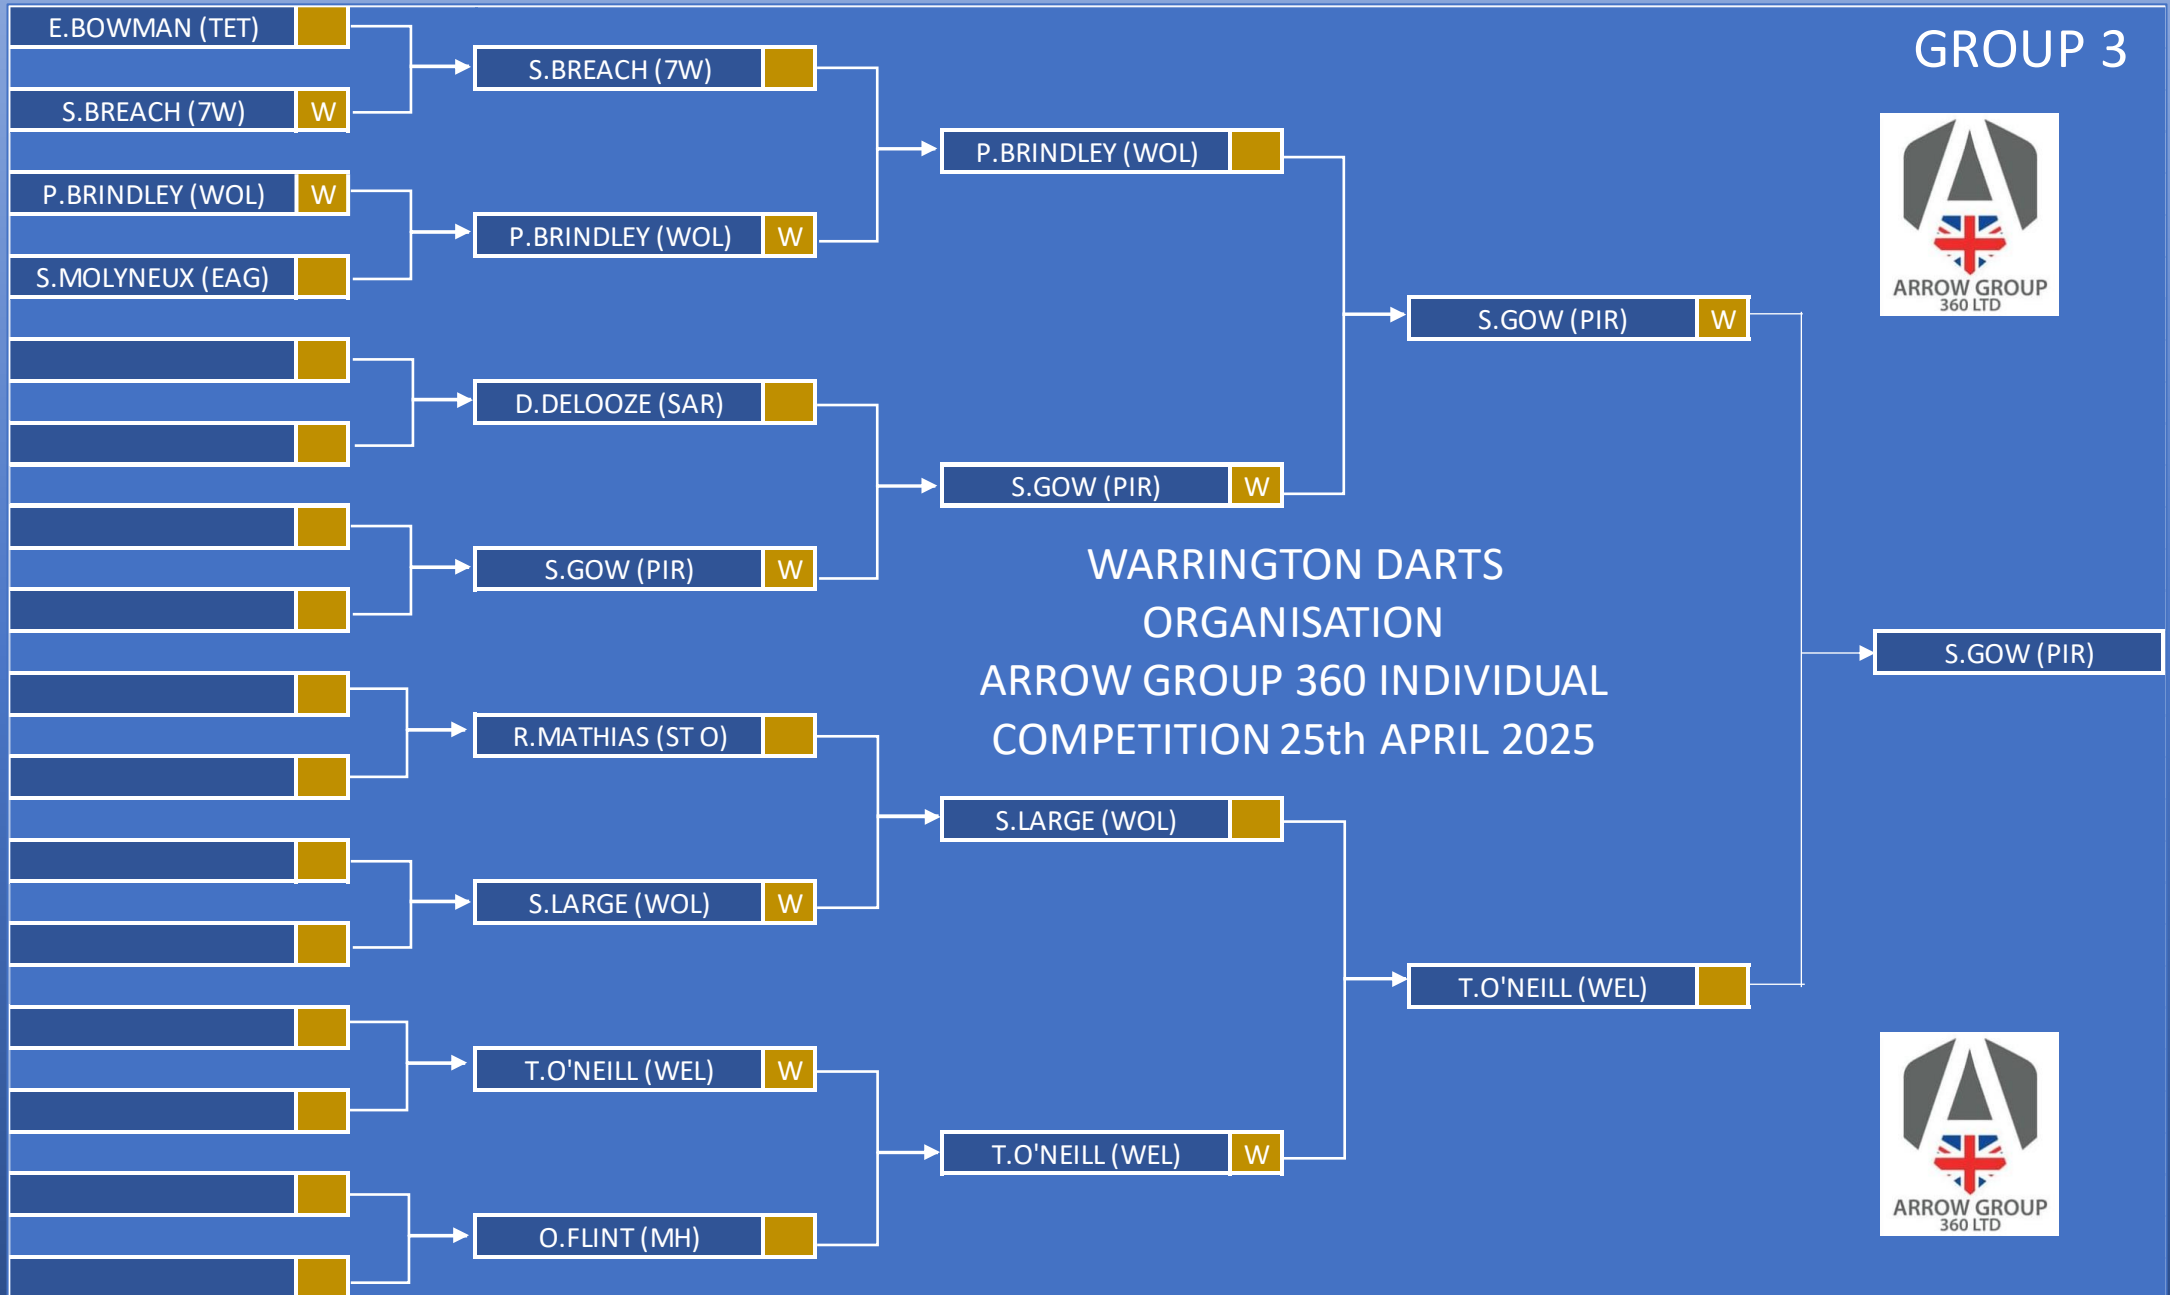 GROUP 3
E.BOWMAN (TET)
S.BREACH (7W) W
P.BRINDLEY (WOL) W
S.MOLYNEUX (EAG)
S.BREACH (7W)
P.BRINDLEY (WOL) W
D.DELOOZE (SAR)
S.GOW (PIR) W
R.MATHIAS (ST O)
S.LARGE (WOL) W
T.O'NEILL (WEL) W
O.FLINT (MH)
P.BRINDLEY (WOL)
S.GOW (PIR) W
S.LARGE (WOL)
T.O'NEILL (WEL) W
S.GOW (PIR) W
T.O'NEILL (WEL)
S.GOW (PIR)
WARRINGTON DARTS
ORGANISATION
ARROW GROUP 360 INDIVIDUAL
COMPETITION 25th APRIL 2025
ARROW GROUP
360 LTD
ARROW GROUP
360 LTD